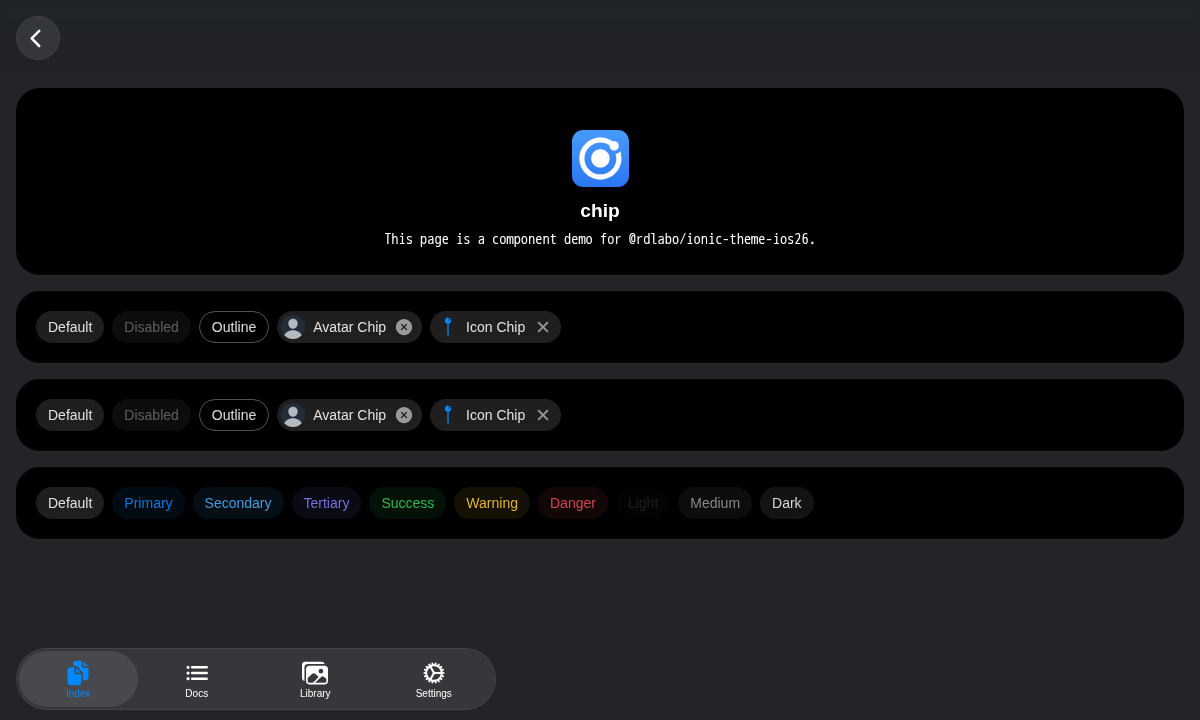 chip
This page is a component demo for @rdlabo/ionic-theme-ios26.
Default Disabled Outline Avatar Chip Icon Chip
Default Disabled Outline Avatar Chip Icon Chip
Default Primary Secondary Tertiary Success Warning Danger Light Medium Dark
Index Docs Library Settings